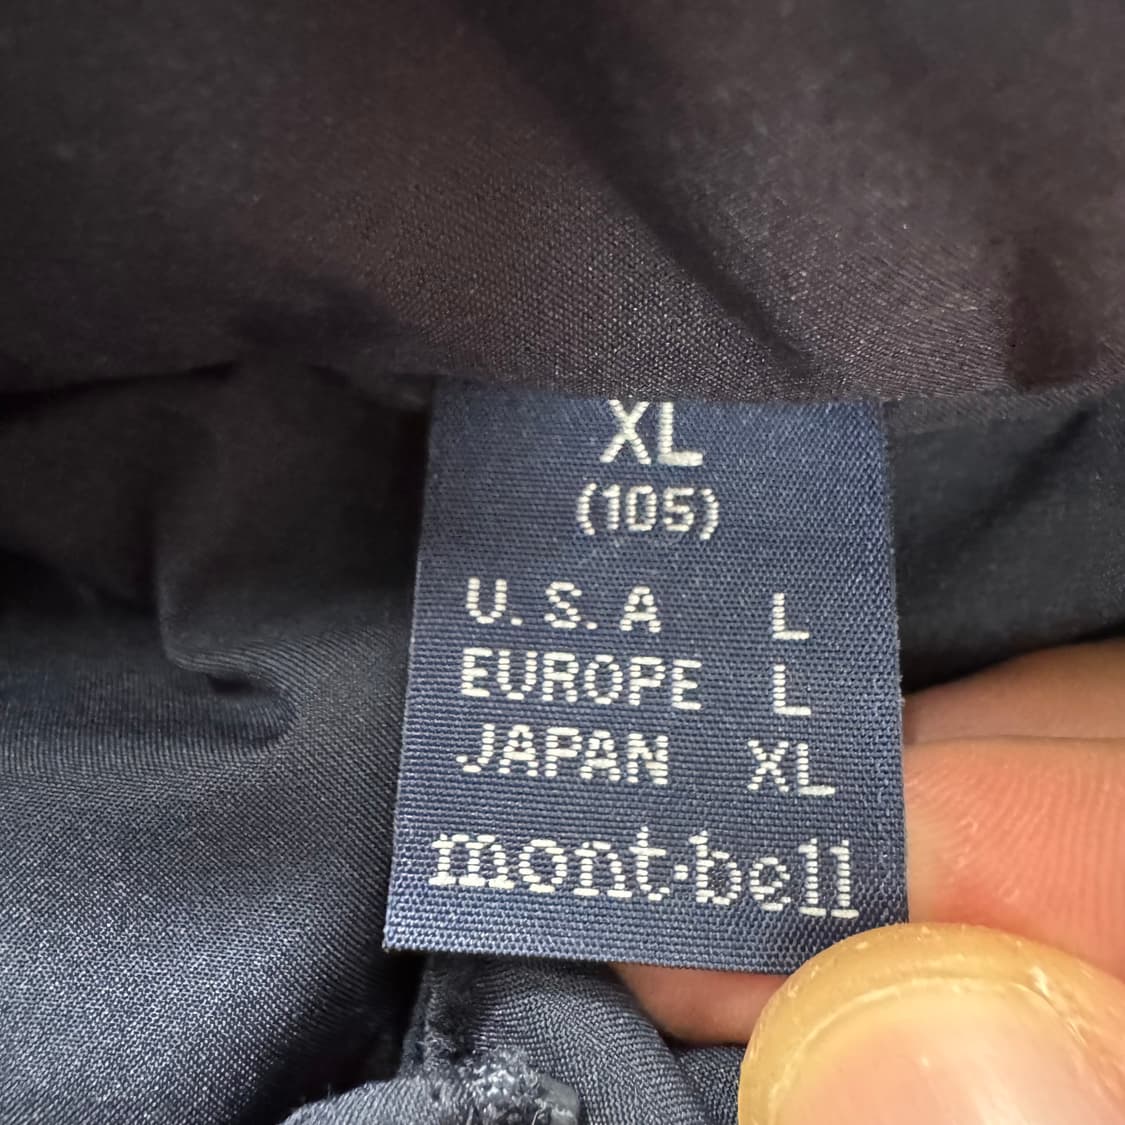 XL
(105)
U.S.A L
EUROPE L
JAPAN XL
mont·bell